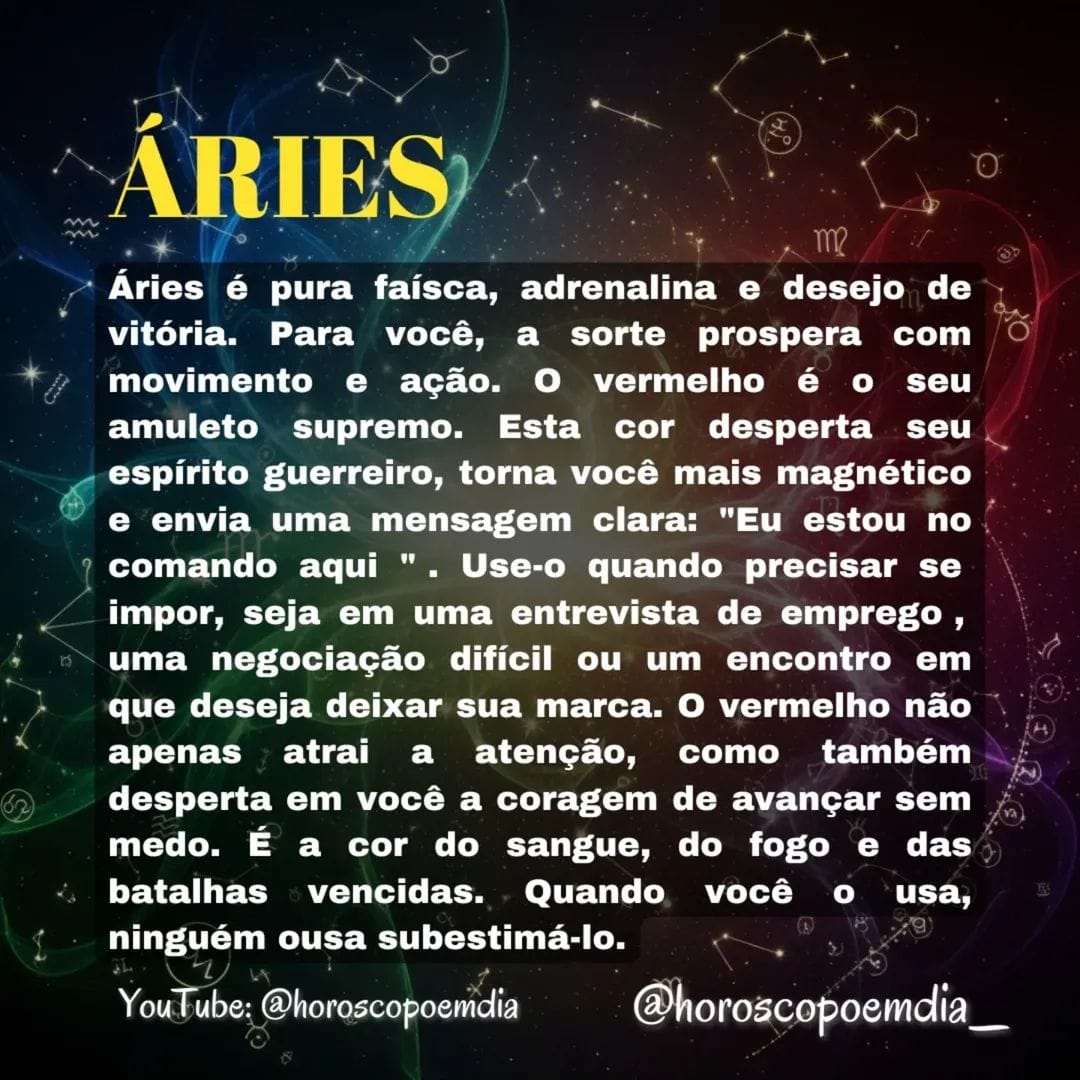 ÁRIES
Áries é pura faísca, adrenalina e desejo de
vitória. Para você, a sorte prospera com
movimento e ação. O vermelho é o seu
amuleto supremo. Esta cor desperta seu
espírito guerreiro, torna você mais magnético
e envia uma mensagem clara: "Eu estou no
comando aqui " . Use-o quando precisar se
impor, seja em uma entrevista de emprego ,
uma negociação difícil ou um encontro em
que deseja deixar sua marca. O vermelho não
apenas atrai a atenção, como também
desperta em você a coragem de avançar sem
medo. É a cor do sangue, do fogo e das
batalhas vencidas. Quando você o usa,
ninguém ousa subestimá-lo.
YouTube: @horoscopoemdia
@horoscopoemdia_